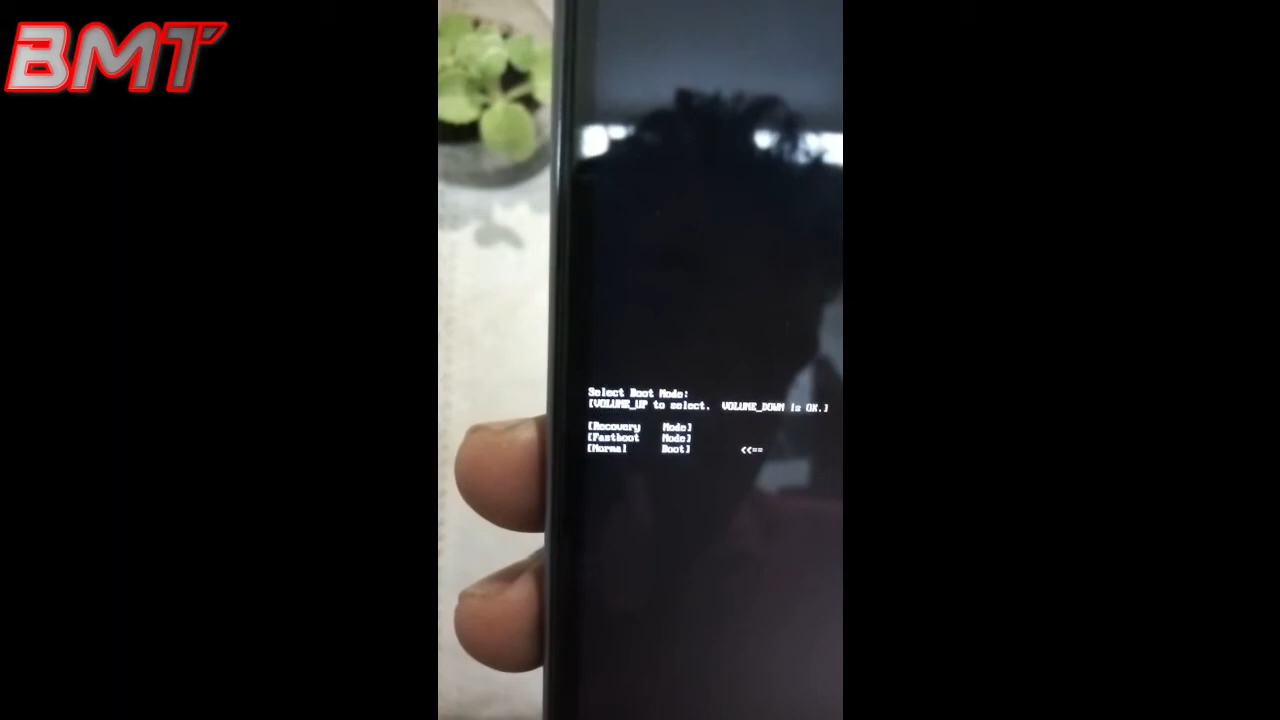 BMT
Select Boot Mode:
[VOLUME_UP to select.  VOLUME_DOWN is OK.]
[Recovery    Mode]
[Fastboot    Mode]
[Normal      Boot]        <<==